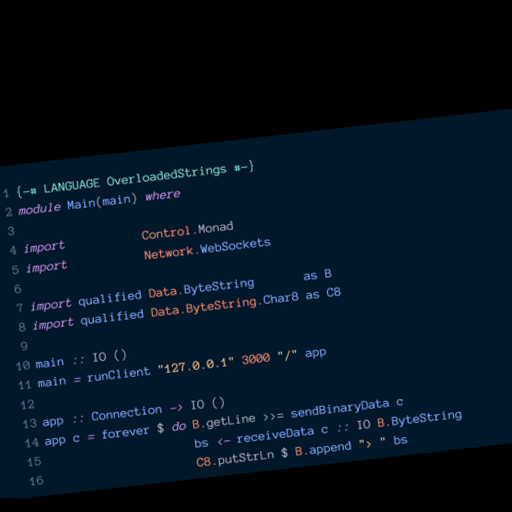 1 {-# LANGUAGE OverloadedStrings #-}
2 module Main(main) where
3
4 import           Control.Monad
5 import           Network.WebSockets
6
7 import qualified Data.ByteString       as B
8 import qualified Data.ByteString.Char8 as C8
9
10 main :: IO ()
11 main = runClient "127.0.0.1" 3000 "/" app
12
13 app :: Connection -> IO ()
14 app c = forever $ do B.getLine >>= sendBinaryData c
15                      bs <- receiveData c :: IO B.ByteString
16                      C8.putStrLn $ B.append "> " bs